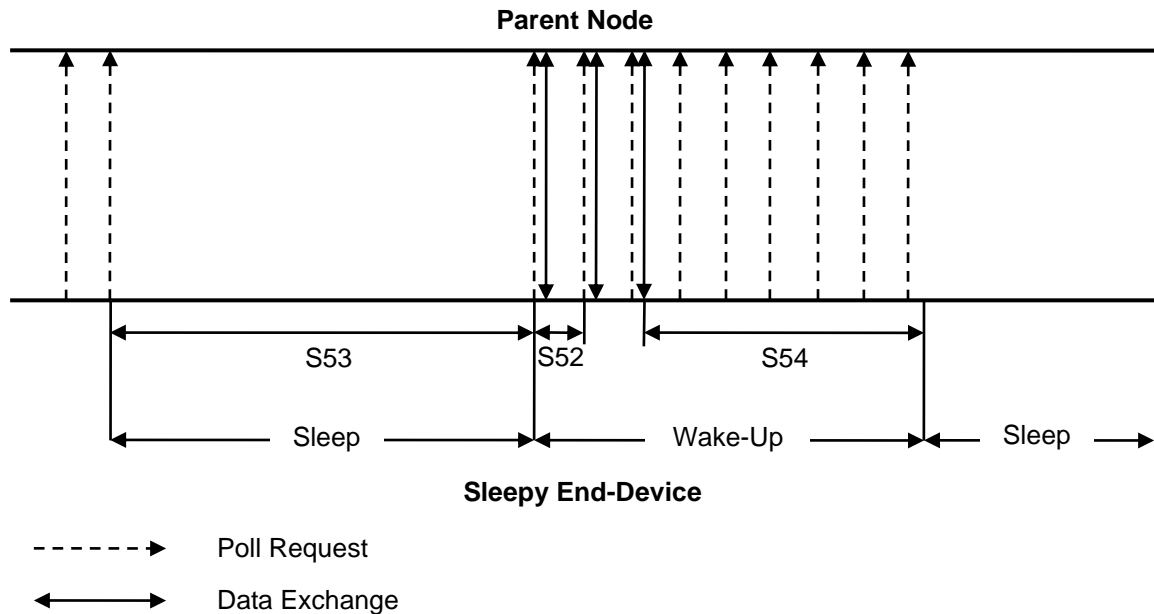 Parent Node
S53
S52
S54
Sleep
Wake-Up
Sleep
Sleepy End-Device
Poll Request
Data Exchange